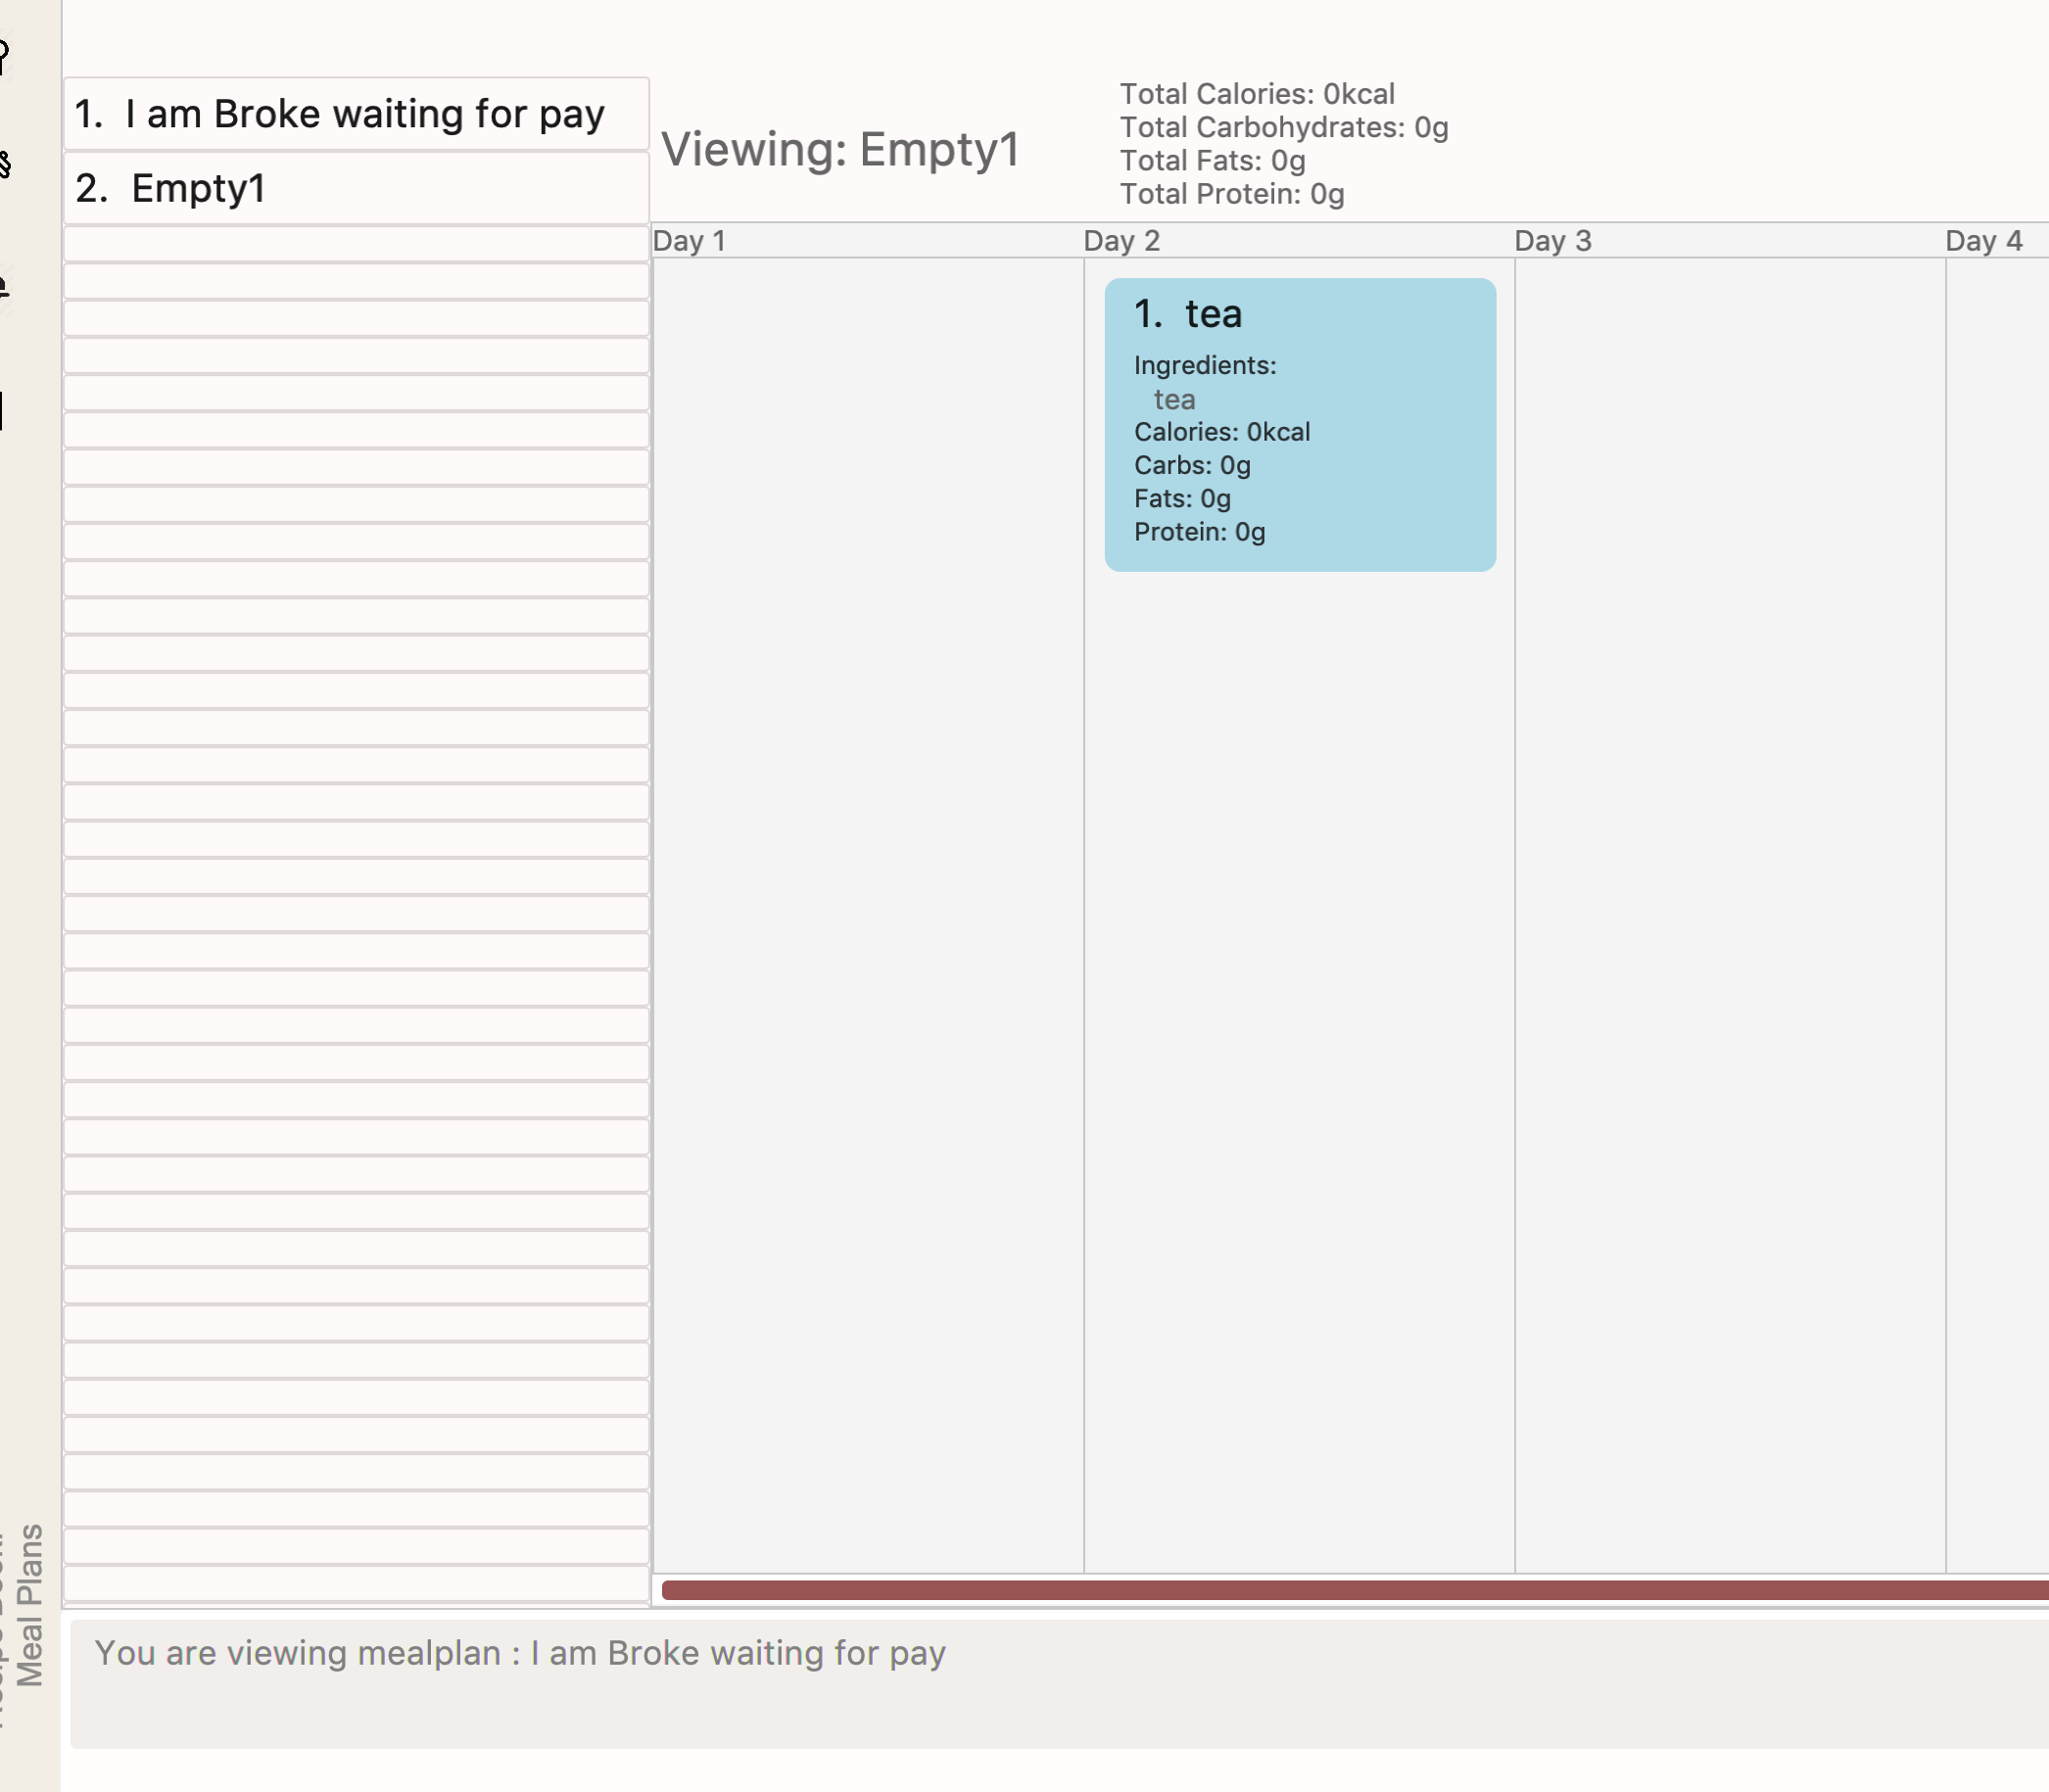 1. I am Broke waiting for pay
2. Empty1
Viewing: Empty1
Total Calories: 0kcal
Total Carbohydrates: 0g
Total Fats: 0g
Total Protein: 0g
Day 1
Day 2
Day 3
Day 4
1. tea
Ingredients:
tea
Calories: 0kcal
Carbs: 0g
Fats: 0g
Protein: 0g
Meal Plans
You are viewing mealplan : I am Broke waiting for pay